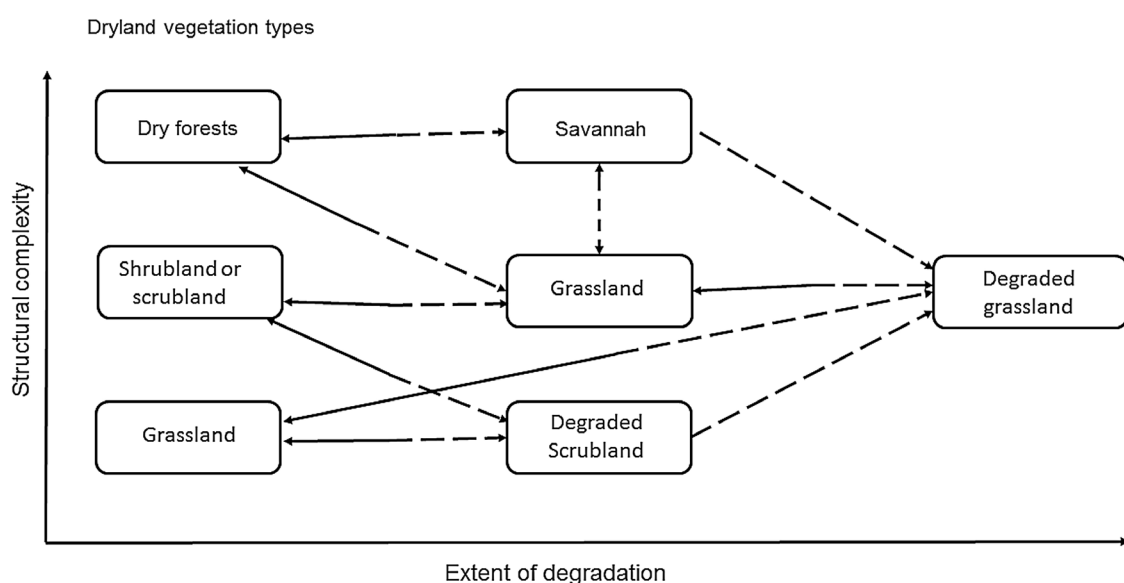 Dryland vegetation types
Structural complexity
Dry forests
Savannah
Shrubland or
scrubland
Grassland
Degraded
grassland
Grassland
Degraded
Scrubland
Extent of degradation